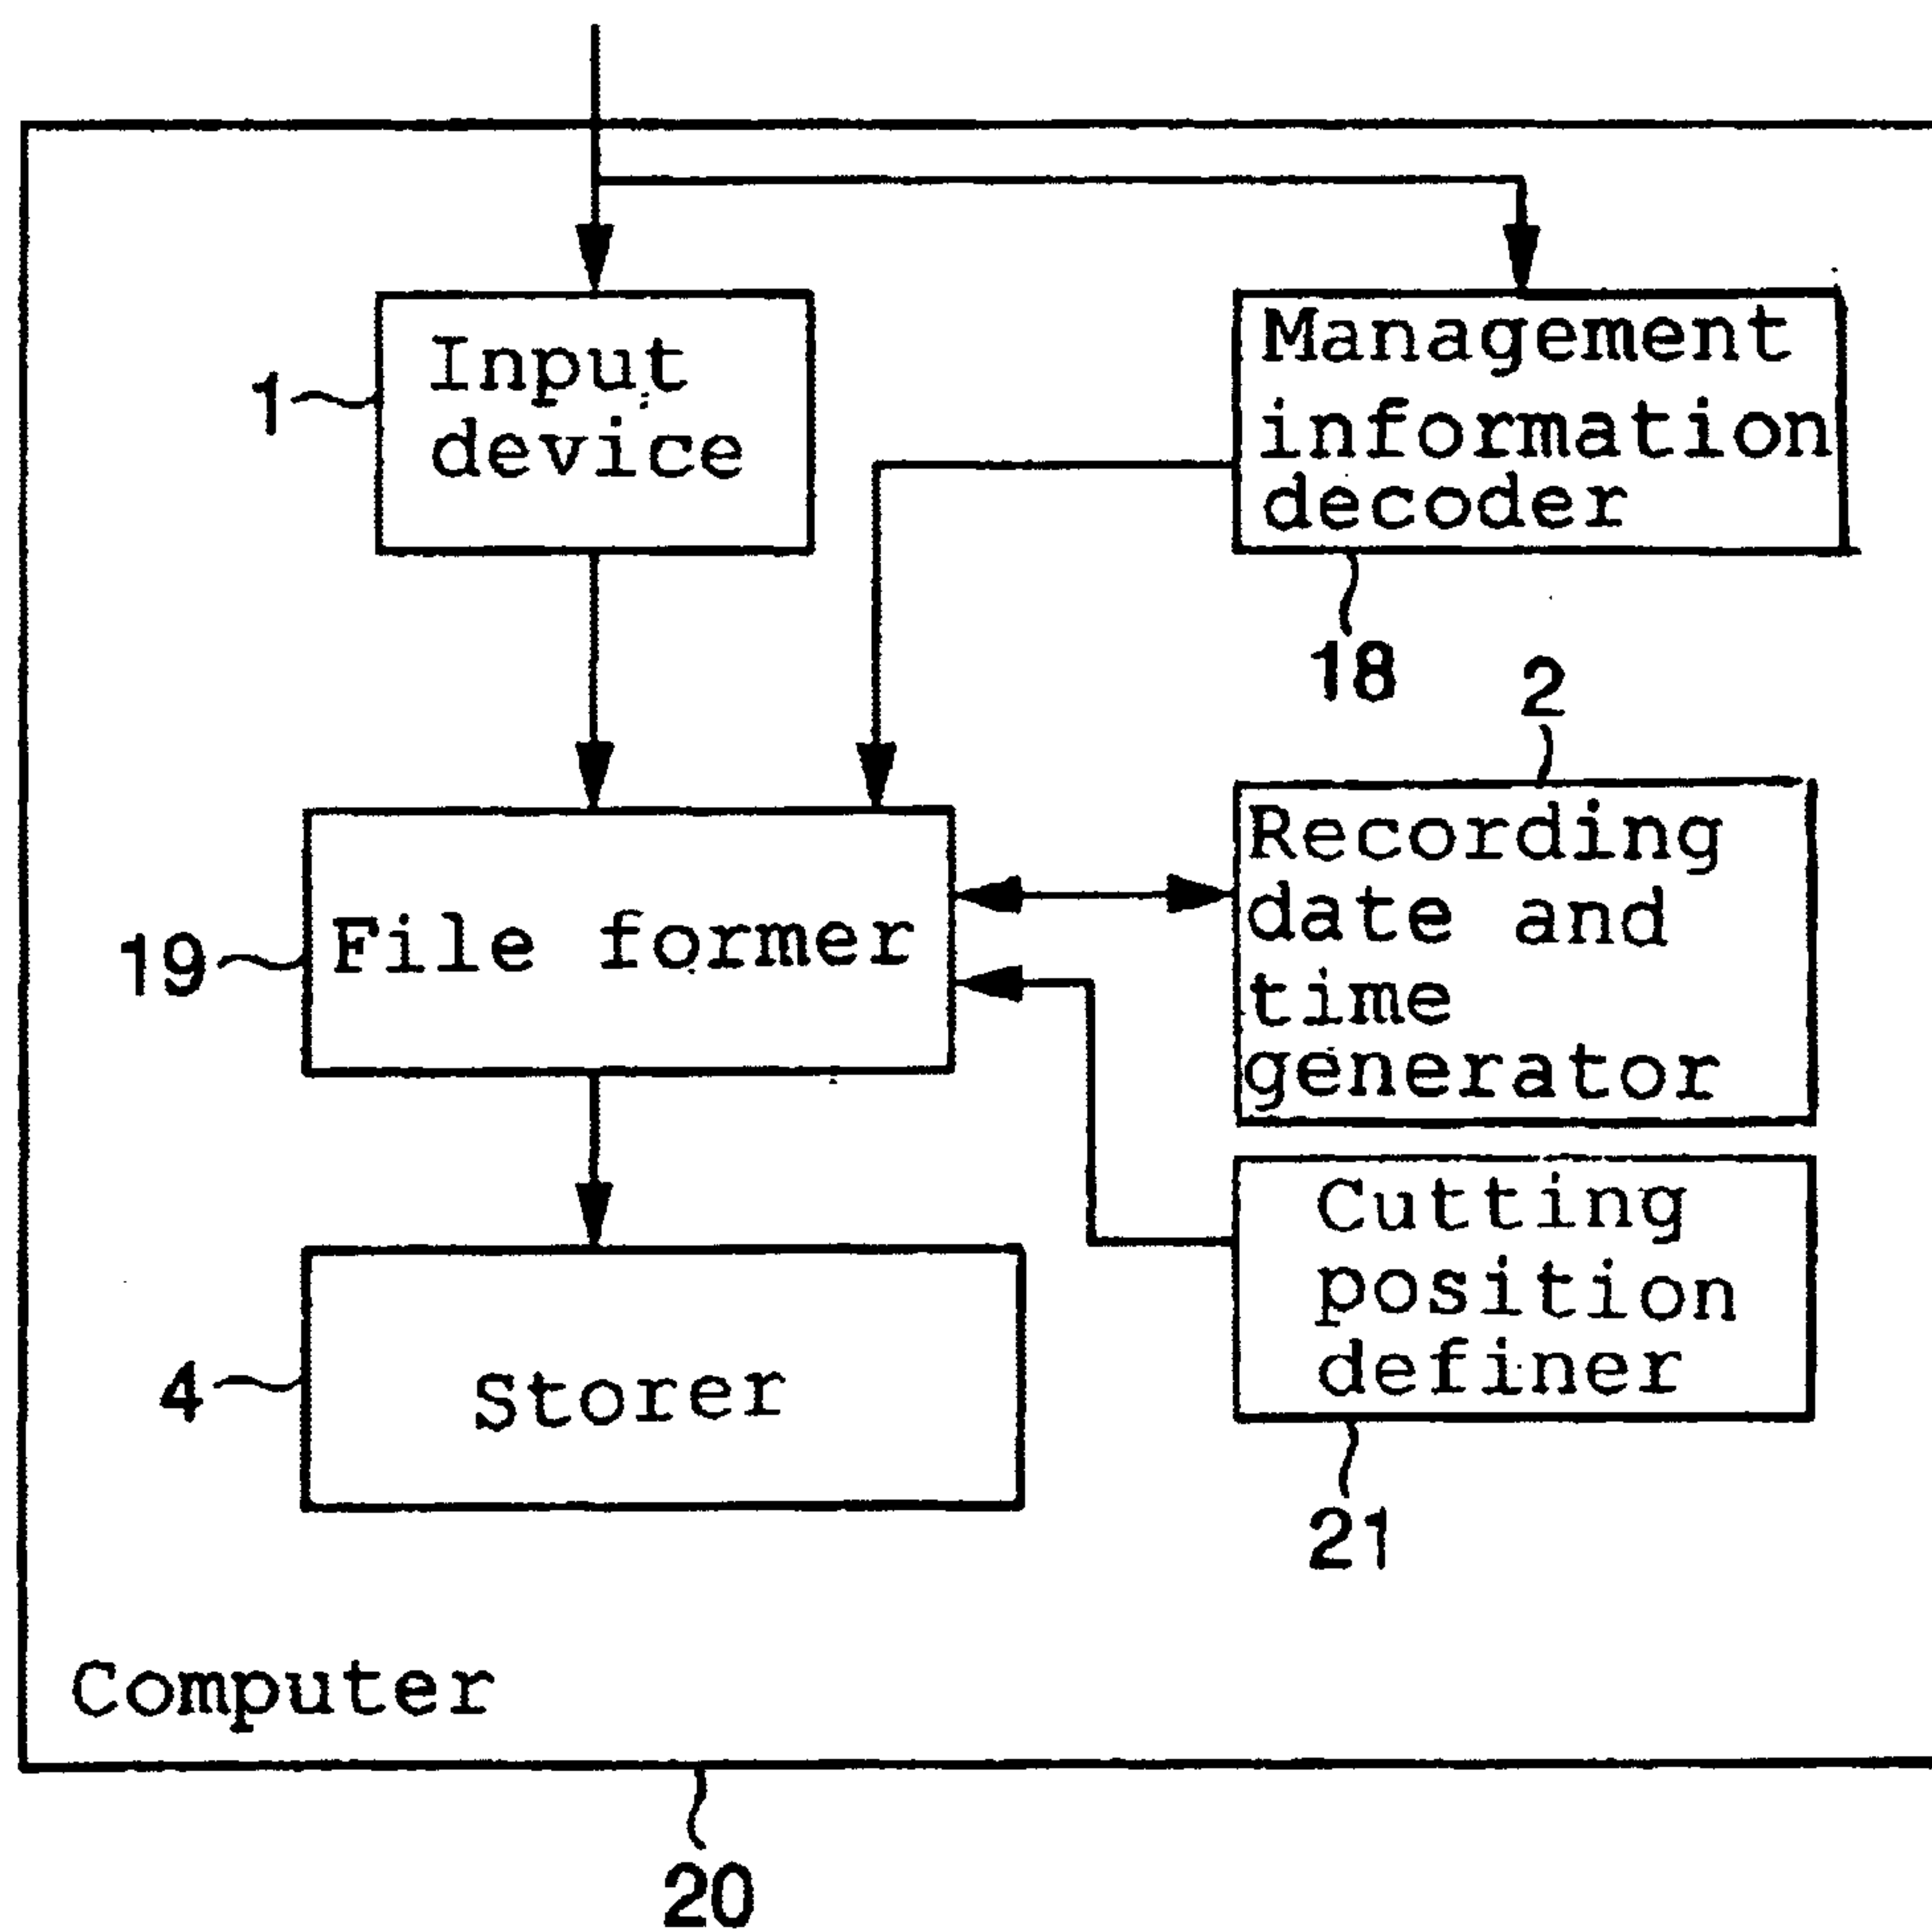 Input
device
1
Management
information
decoder
18
2
Recording
date and
time
generator
File former
19
Cutting
position
definer
21
Storer
4
Computer
20